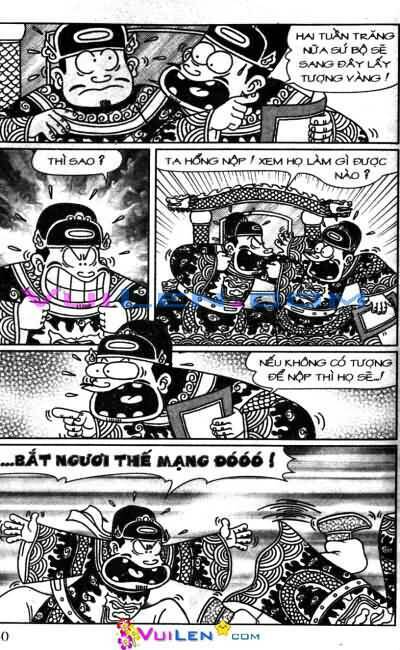 HAI TUẦN TRĂNG
NỮA SỨ BỘ SẼ
SANG ĐÂY LẤY
TƯỢNG VÀNG !
THÌ SAO ?
TA HỔNG NỘP ! XEM HỌ LÀM GÌ ĐƯỢC
NÀO ?
VUILEN.COM
NẾU KHÔNG CÓ TƯỢNG
ĐỂ NỘP THÌ HỌ SẼ...!
...BẮT NGƯƠI THẾ MẠNG ĐÓÓÓ !
VUILEN.COM